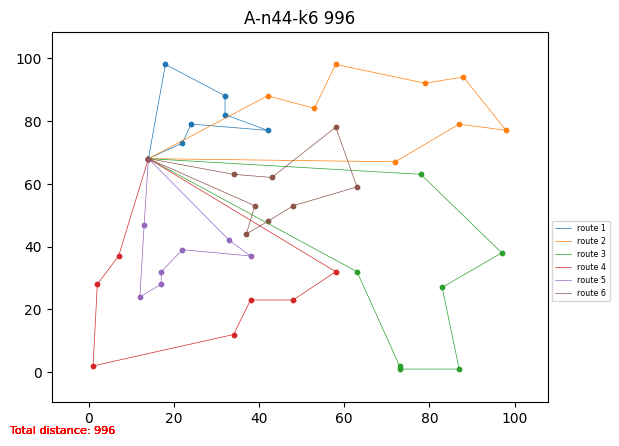 A-n44-k6 996
100
80
60
40
20
0
0 20 40 60 80 100
route 1
route 2
route 3
route 4
route 5
route 6
Total distance: 996